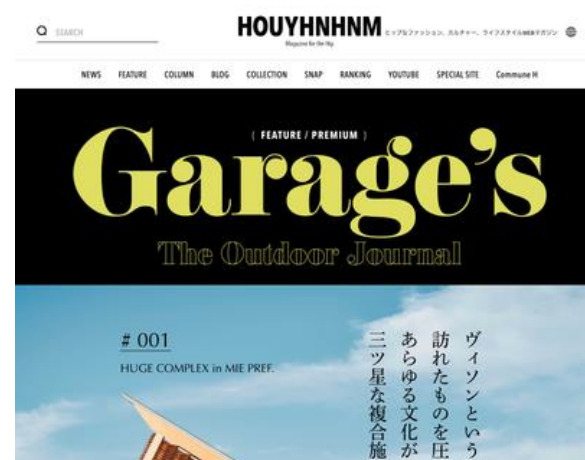 SEARCH
HOUYHNHNM
Magazine for the Hip
ヒップなファッション、カルチャー、ライフスタイルWEBマガジン
NEWS FEATURE COLUMN BLOG COLLECTION SNAP RANKING YOUTUBE SPECIAL SITE Commune H
( FEATURE / PREMIUM )
Garage's
The Outdoor Journal
# 001
HUGE COMPLEX in MIE PREF.
ヴィソンという
訪れたものを圧
あらゆる文化が
三ツ星な複合施